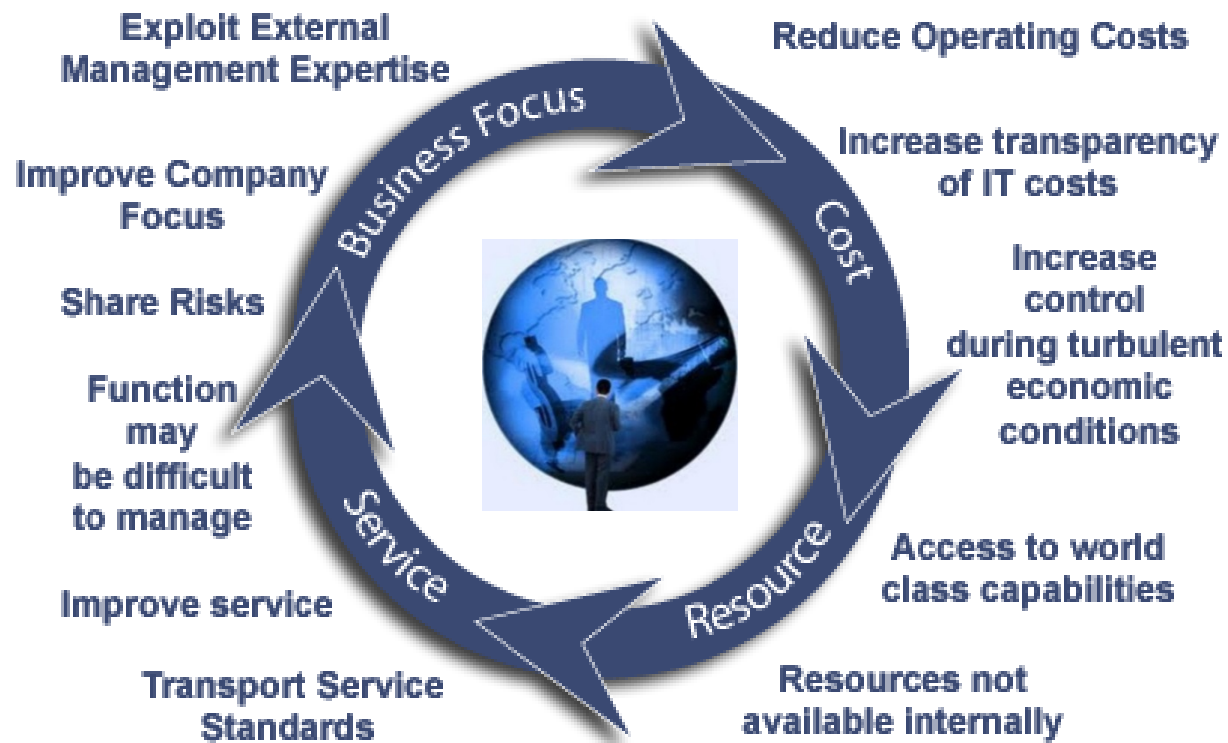 Exploit External
Management Expertise
Improve Company
Focus
Share Risks
Function
may
be difficult
to manage
Improve service
Transport Service
Standards
Business Focus
Cost
Resource
Service
Reduce Operating Costs
Increase transparency
of IT costs
Increase
control
during turbulent
economic
conditions
Access to world
class capabilities
Resources not
available internally